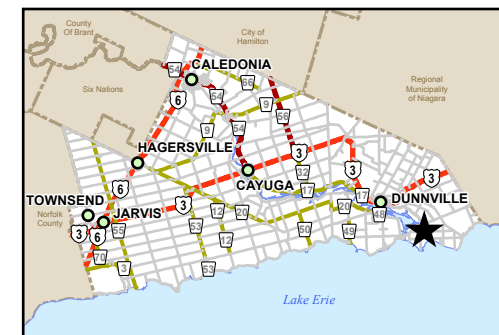 County
Of Brant
City of
Hamilton
54
CALEDONIA
66
Six Nations
6
54
9
Regional
Municipality
of Niagara
56
9
54
HAGERSVILLE
3
3
3
32
6
CAYUGA
17
17
DUNNVILLE
TOWNSEND
3
20
48
Norfolk
County
JARVIS
12
20
3
6
55
53
12
50
49
70
3
53
Lake Erie